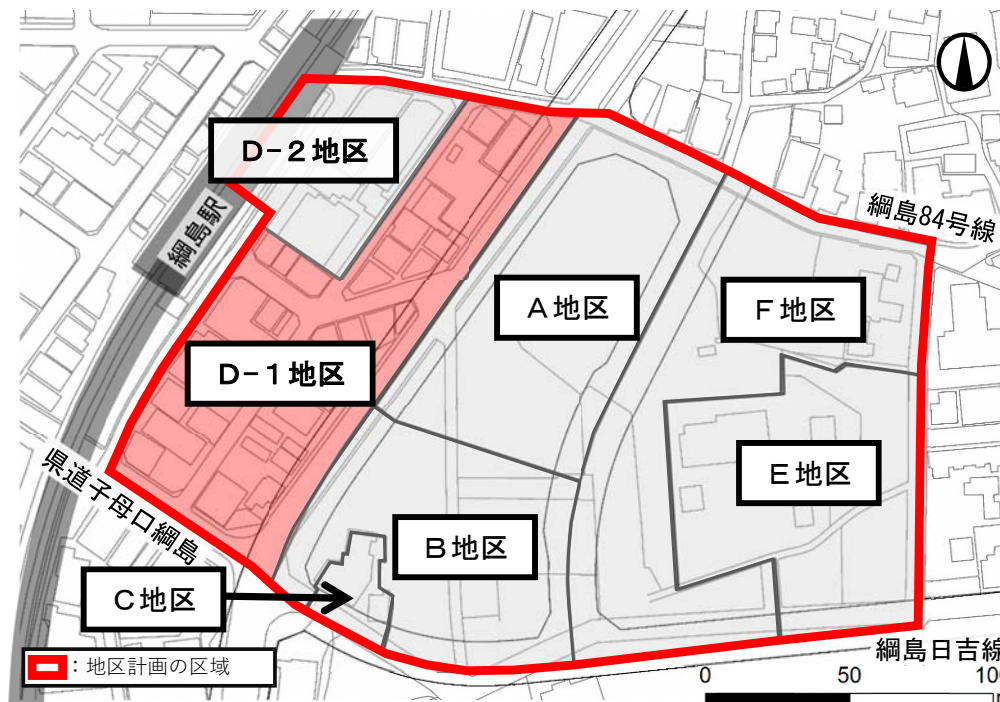 D-2地区
綱島駅
綱島84号線
A地区
F地区
D-1地区
E地区
県道子母口綱島
B地区
C地区
綱島日吉線
：地区計画の区域
0 50 100